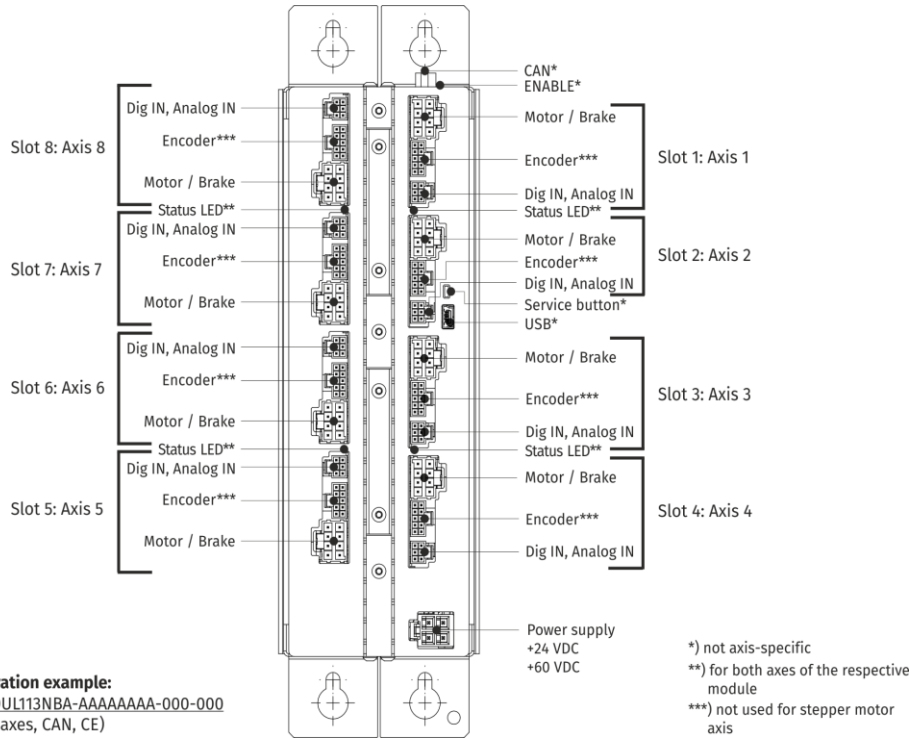 CAN*
ENABLE*
Dig IN, Analog IN
Encoder***
Slot 8: Axis 8
Motor / Brake
Status LED**
Dig IN, Analog IN
Encoder***
Slot 7: Axis 7
Motor / Brake
Dig IN, Analog IN
Encoder***
Slot 6: Axis 6
Motor / Brake
Status LED**
Dig IN, Analog IN
Encoder***
Slot 5: Axis 5
Motor / Brake
Motor / Brake
Encoder***
Slot 1: Axis 1
Dig IN, Analog IN
Status LED**
Motor / Brake
Encoder***
Slot 2: Axis 2
Dig IN, Analog IN
Service button*
USB*
Motor / Brake
Encoder***
Slot 3: Axis 3
Dig IN, Analog IN
Status LED**
Motor / Brake
Encoder***
Slot 4: Axis 4
Dig IN, Analog IN
Power supply
+24 VDC
+60 VDC
*) not axis-specific
**) for both axes of the respective
module
***) not used for stepper motor
axis
example:
UL113NBA-AAAAAAAA-000-000
axes, CAN, CE)